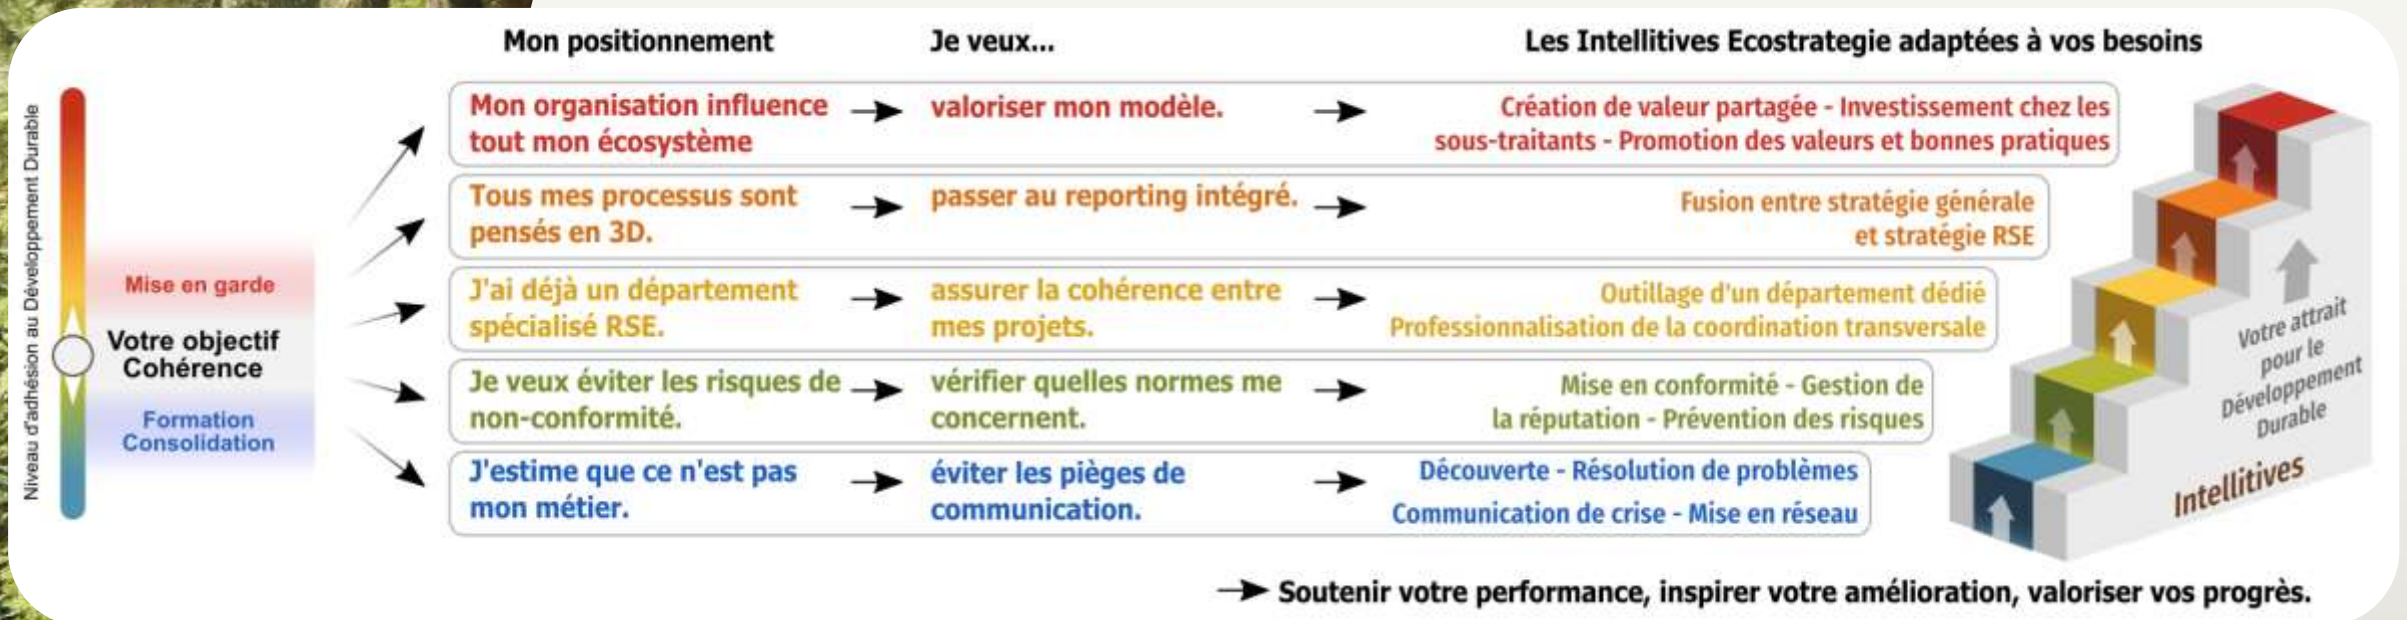 Mon positionnement
Je veux...
Les Intellitives Ecostrategie adaptées à vos besoins
Niveau d'adhésion au Développement Durable
Mise en garde
Votre objectif
Cohérence
Formation
Consolidation
Mon organisation influence
tout mon écosystème
valoriser mon modèle.
Création de valeur partagée - Investissement chez les
sous-traitants - Promotion des valeurs et bonnes pratiques
Tous mes processus sont
pensés en 3D.
passer au reporting intégré.
Fusion entre stratégie générale
et stratégie RSE
J'ai déjà un département
spécialisé RSE.
assurer la cohérence entre
mes projets.
Outillage d'un département dédié
Professionnalisation de la coordination transversale
Je veux éviter les risques de
non-conformité.
vérifier quelles normes me
concernent.
Mise en conformité - Gestion de
la réputation - Prévention des risques
J'estime que ce n'est pas
mon métier.
éviter les pièges de
communication.
Découverte - Résolution de problèmes
Communication de crise - Mise en réseau
Votre attrait
pour le
Développement
Durable
Intellitives
Soutenir votre performance, inspirer votre amélioration, valoriser vos progrès.